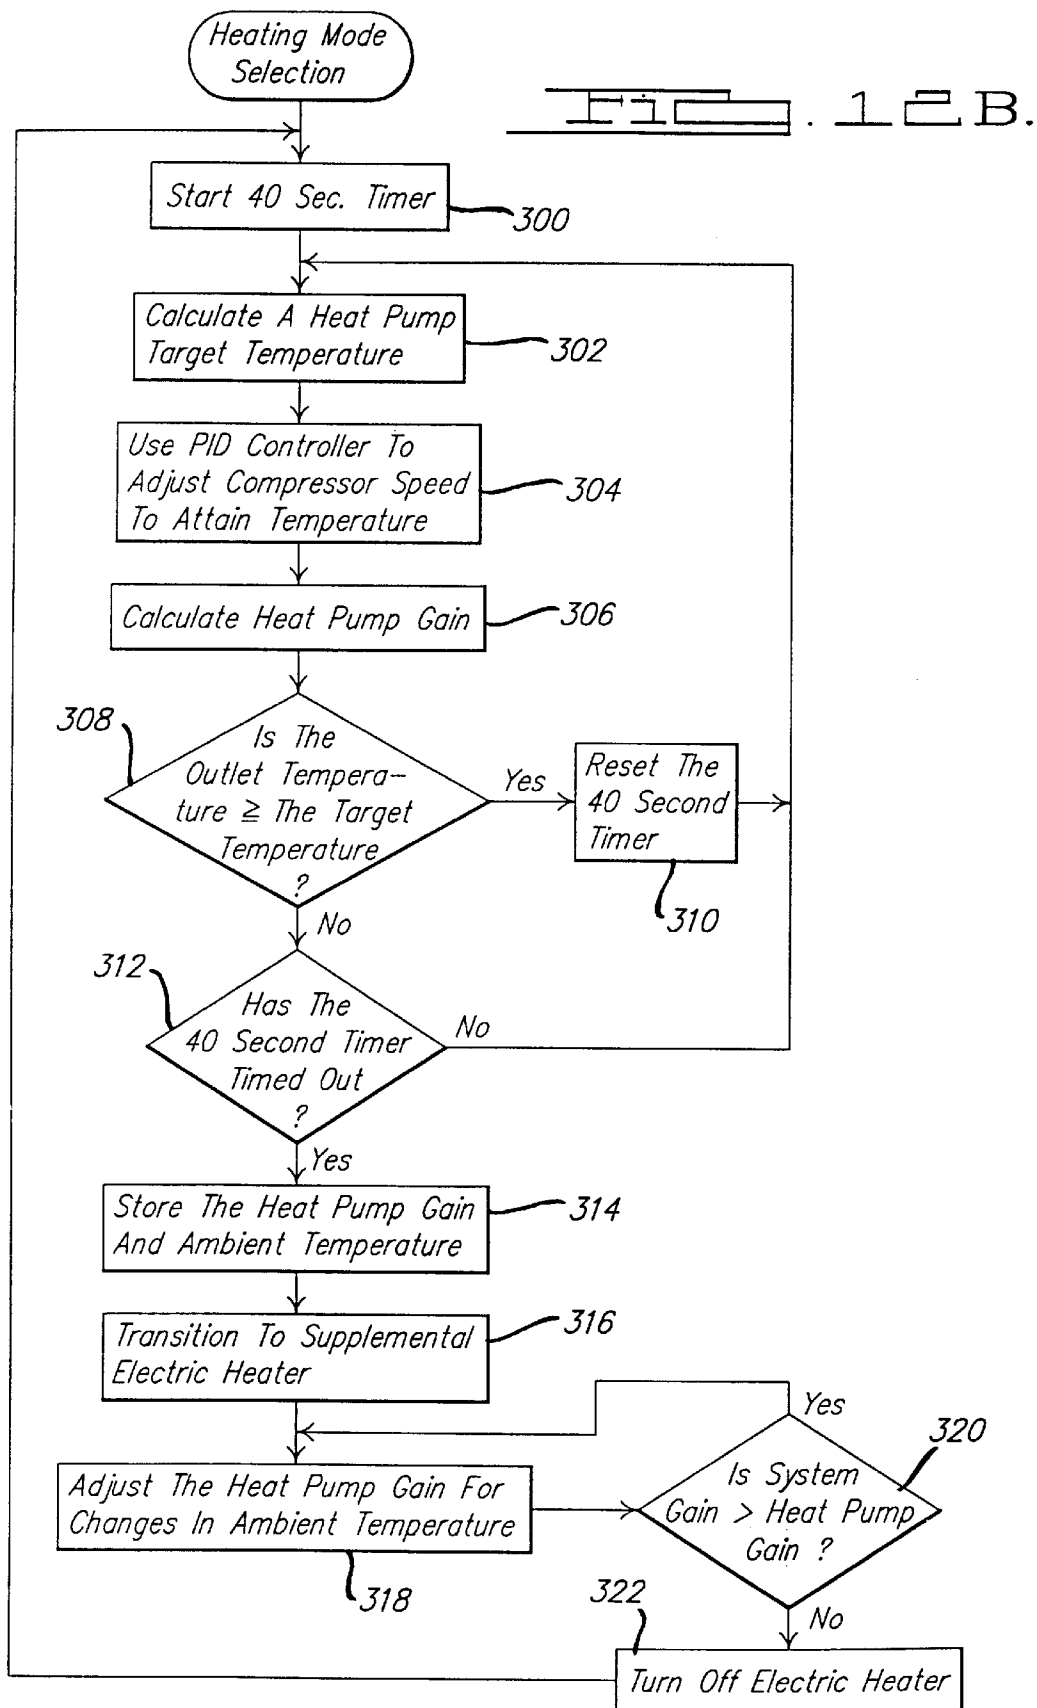 Heating Mode
Selection
FIG. 12B.
Start 40 Sec. Timer
300
Calculate A Heat Pump
Target Temperature
302
Use PID Controller To
Adjust Compressor Speed
To Attain Temperature
304
Calculate Heat Pump Gain
306
308
Is The
Outlet Tempera-
ture ≧ The Target
Temperature
?
Yes
Reset The
40 Second
Timer
310
No
312
Has The
40 Second Timer
Timed Out
?
No
Yes
Store The Heat Pump Gain
And Ambient Temperature
314
Transition To Supplemental
Electric Heater
316
Adjust The Heat Pump Gain For
Changes In Ambient Temperature
318
Yes
320
Is System
Gain > Heat Pump
Gain ?
No
322
Turn Off Electric Heater